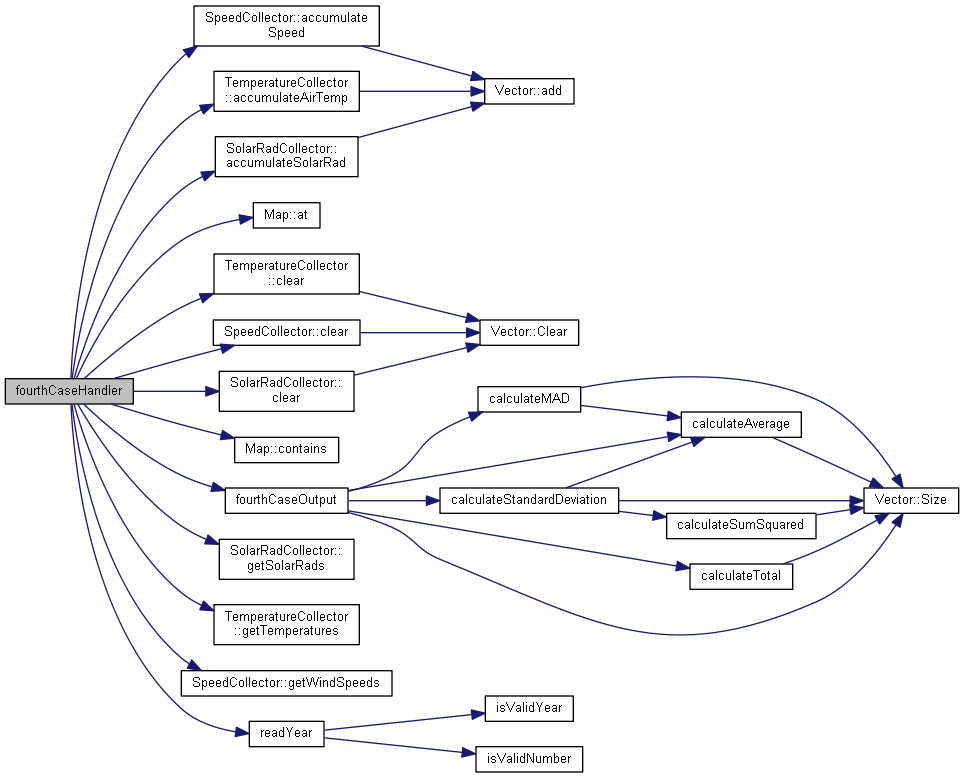 SpeedCollector::accumulate
Speed
TemperatureCollector
::accumulateAirTemp
Vector::add
SolarRadCollector::
accumulateSolarRad
Map::at
TemperatureCollector
::clear
SpeedCollector::clear
Vector::Clear
SolarRadCollector::
clear
fourthCaseHandler
calculateMAD
calculateAverage
Map::contains
fourthCaseOutput
calculateStandardDeviation
Vector::Size
calculateSumSquared
SolarRadCollector::
getSolarRads
calculateTotal
TemperatureCollector
::getTemperatures
SpeedCollector::getWindSpeeds
isValidYear
readYear
isValidNumber